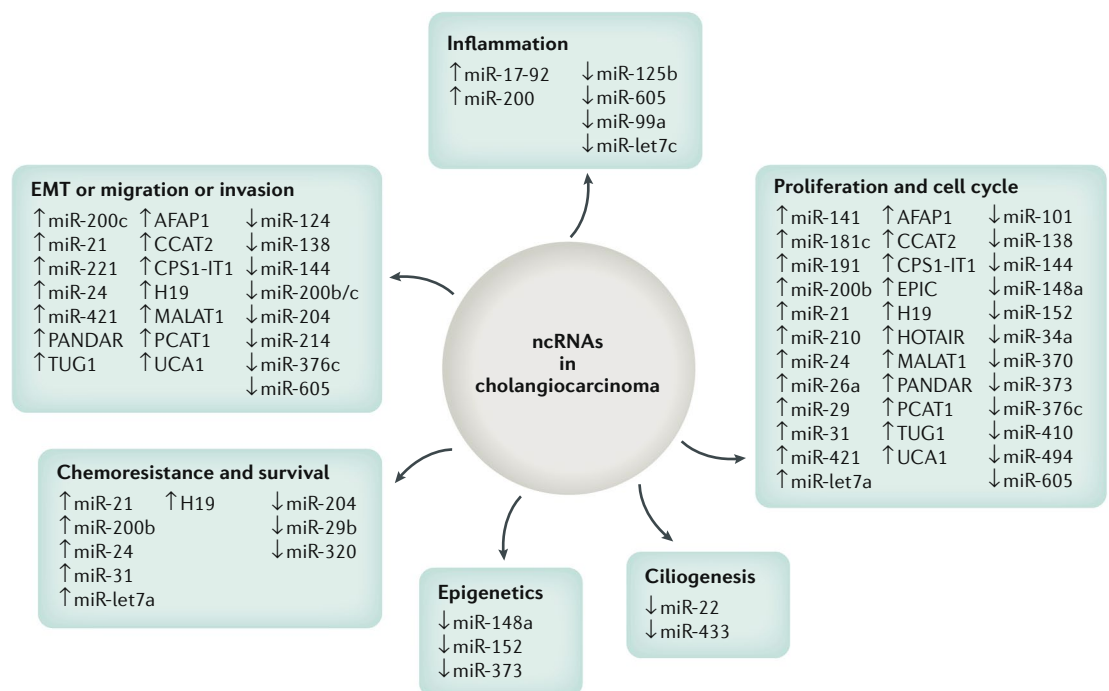 Inflammation
↑miR-17-92 ↓miR-125b
↑miR-200 ↓miR-605
↓miR-99a
↓miR-let7c
EMT or migration or invasion
↑miR-200c ↑AFAP1 ↓miR-124
↑miR-21 ↑CCAT2 ↓miR-138
↑miR-221 ↑CPS1-IT1 ↓miR-144
↑miR-24 ↑H19 ↓miR-200b/c
↑miR-421 ↑MALAT1 ↓miR-204
↑PANDAR ↑PCAT1 ↓miR-214
↑TUG1 ↑UCA1 ↓miR-376c
↓miR-605
Proliferation and cell cycle
↑miR-141 ↑AFAP1 ↓miR-101
↑miR-181c ↑CCAT2 ↓miR-138
↑miR-191 ↑CPS1-IT1 ↓miR-144
↑miR-200b ↑EPIC ↓miR-148a
↑miR-21 ↑H19 ↓miR-152
↑miR-210 ↑HOTAIR ↓miR-34a
↑miR-24 ↑MALAT1 ↓miR-370
↑miR-26a ↑PANDAR ↓miR-373
↑miR-29 ↑PCAT1 ↓miR-376c
↑miR-31 ↑TUG1 ↓miR-410
↑miR-421 ↑UCA1 ↓miR-494
↑miR-let7a ↓miR-605
ncRNAs
in
cholangiocarcinoma
Chemoresistance and survival
↑miR-21 ↑H19 ↓miR-204
↑miR-200b ↓miR-29b
↑miR-24 ↓miR-320
↑miR-31
↑miR-let7a
Epigenetics
↓miR-148a
↓miR-152
↓miR-373
Ciliogenesis
↓miR-22
↓miR-433